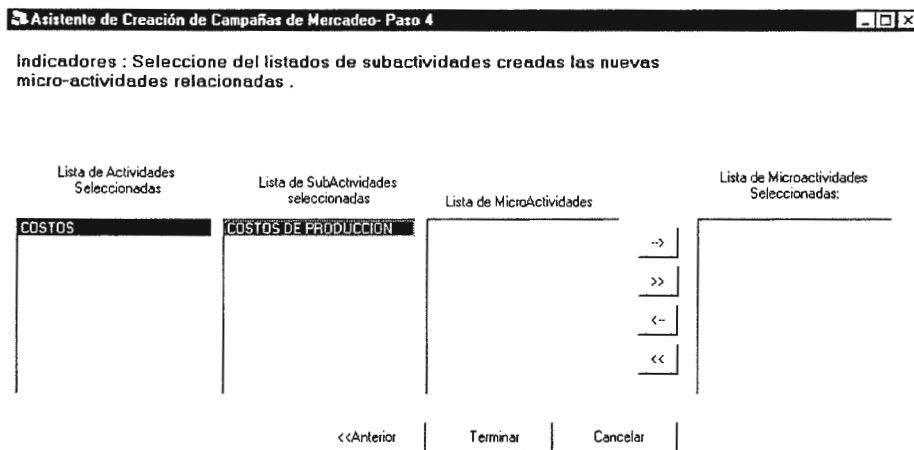 Asistente de Creación de Campañas de Mercadeo- Paso 4
Indicadores : Seleccione del listados de subactividades creadas las nuevas
micro-actividades relacionadas .
Lista de Actividades
Seleccionadas
Lista de SubActividades
seleccionadas
Lista de MicroActividades
Lista de Microactividades
Seleccionadas:
COSTOS
COSTOS DE PRODUCCION
-->
>>
<--
<<
<<Anterior
Terminar
Cancelar